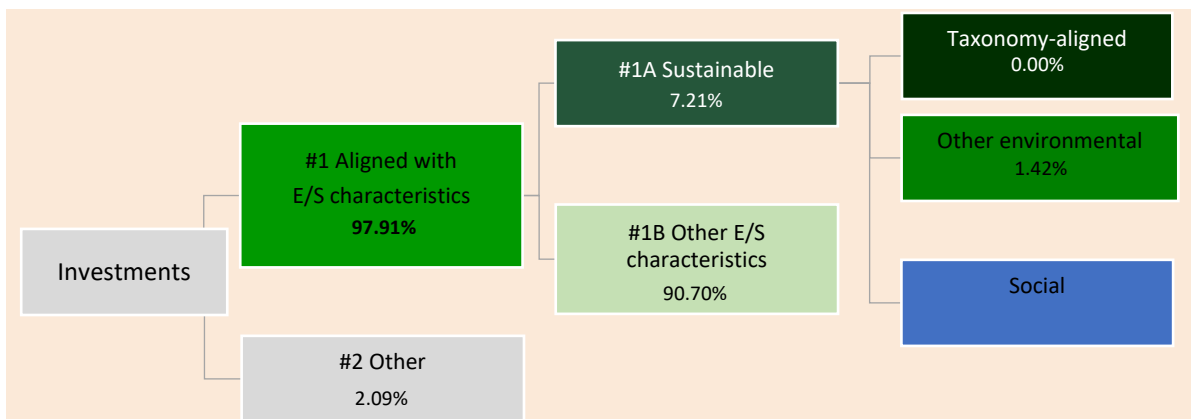 Investments
#1 Aligned with
E/S characteristics
97.91%
#2 Other
2.09%
#1A Sustainable
7.21%
#1B Other E/S
characteristics
90.70%
Taxonomy-aligned
0.00%
Other environmental
1.42%
Social